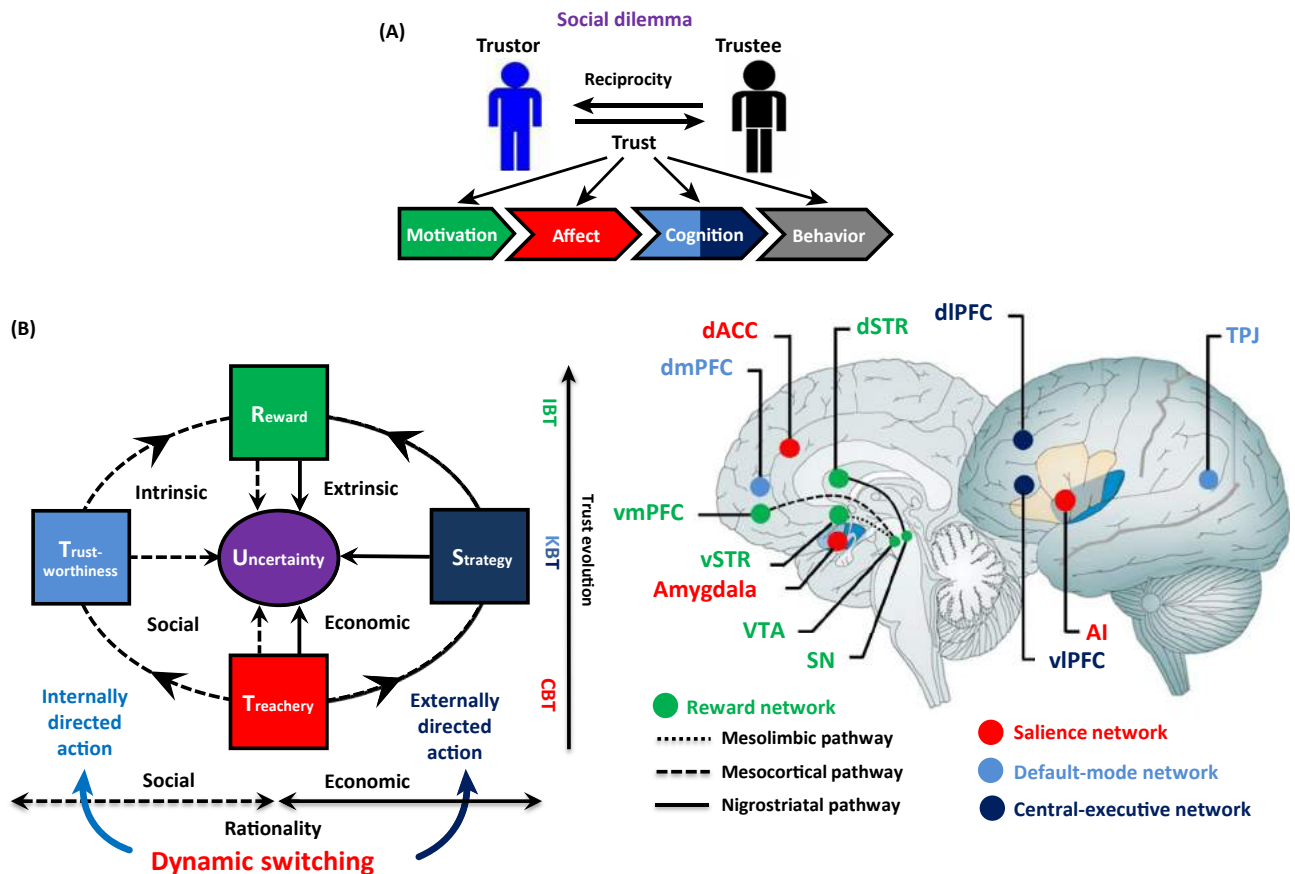 Social dilemma
(A)
Trustor
Trustee
Reciprocity
Trust
Motivation
Affect
Cognition
Behavior
(B)
Reward
Intrinsic
Extrinsic
Trust-
worthiness
Uncertainty
Strategy
Social
Economic
Treachery
Internally
directed
action
Externally
directed
action
Social
Economic
Rationality
Dynamic switching
IBT
KBT
CBT
Trust evolution
dACC
dSTR
dlPFC
TPJ
dmPFC
vmPFC
vSTR
Amygdala
VTA
SN
AI
vlPFC
Reward network
Mesolimbic pathway
Mesocortical pathway
Nigrostriatal pathway
Salience network
Default-mode network
Central-executive network